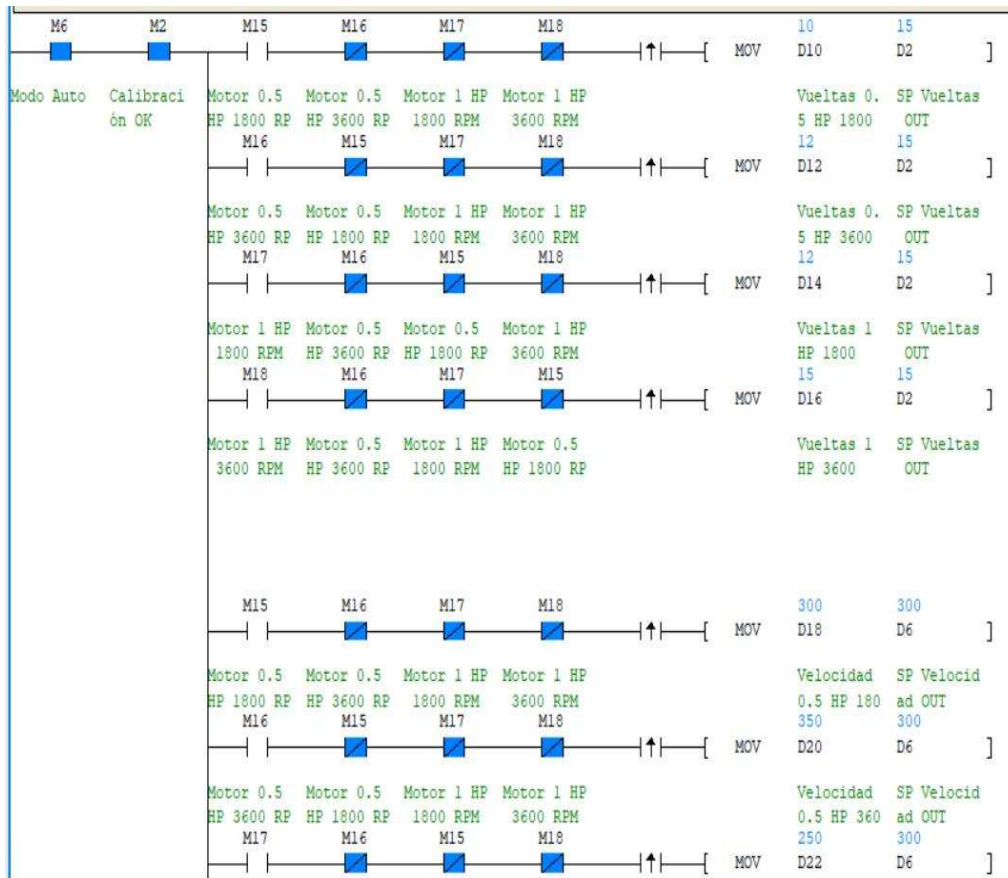 M6 M2 M15 M16 M17 M18 10 15
MOV D10 D2 ]
Modo Auto Calibraci Motor 0.5 Motor 0.5 Motor 1 HP Motor 1 HP Vueltas 0. SP Vueltas
ón OK HP 1800 RP HP 3600 RP 1800 RPM 3600 RPM 5 HP 1800 OUT
M16 M15 M17 M18 12 15
MOV D12 D2 ]
Motor 0.5 Motor 0.5 Motor 1 HP Motor 1 HP Vueltas 0. SP Vueltas
HP 3600 RP HP 1800 RP 1800 RPM 3600 RPM 5 HP 3600 OUT
M17 M16 M15 M18 12 15
MOV D14 D2 ]
Motor 1 HP Motor 0.5 Motor 0.5 Motor 1 HP Vueltas 1 SP Vueltas
1800 RPM HP 3600 RP HP 1800 RP 3600 RPM HP 1800 OUT
M18 M16 M17 M15 15 15
MOV D16 D2 ]
Motor 1 HP Motor 0.5 Motor 1 HP Motor 0.5 Vueltas 1 SP Vueltas
3600 RPM HP 3600 RP 1800 RPM HP 1800 RP HP 3600 OUT
M15 M16 M17 M18 300 300
MOV D18 D6 ]
Motor 0.5 Motor 0.5 Motor 1 HP Motor 1 HP Velocidad SP Velocid
HP 1800 RP HP 3600 RP 1800 RPM 3600 RPM 0.5 HP 180 ad OUT
M16 M15 M17 M18 350 300
MOV D20 D6 ]
Motor 0.5 Motor 0.5 Motor 1 HP Motor 1 HP Velocidad SP Velocid
HP 3600 RP HP 1800 RP 1800 RPM 3600 RPM 0.5 HP 360 ad OUT
M17 M16 M15 M18 250 300
MOV D22 D6 ]